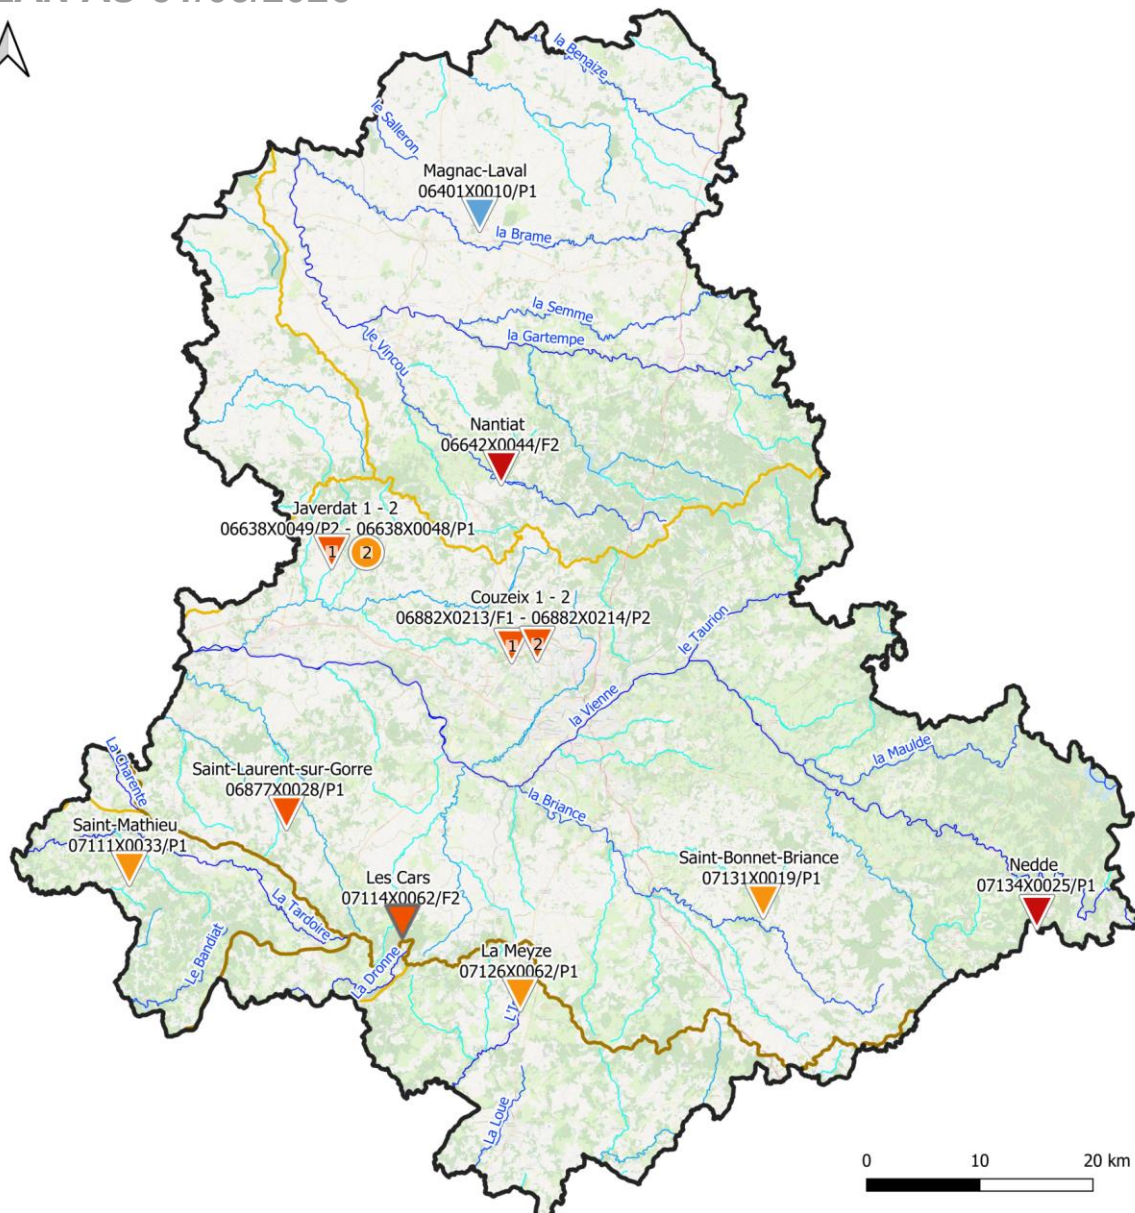 la Benaize
le Salleron
Magnac-Laval
06401X0010/P1
la Brame
la Semme
la Gartempe
le Vincou
Nantiat
06642X0044/F2
Javerdat 1 - 2
06638X0049/P2 - 06638X0048/P1
1
2
Couzeix 1 - 2
06882X0213/F1 - 06882X0214/P2
1
2
le Taurion
la Vienne
la Maulde
La Charente
Saint-Laurent-sur-Gorre
06877X0028/P1
la Briance
Saint-Mathieu
07111X0033/P1
Saint-Bonnet-Briance
07131X0019/P1
Nedde
07134X0025/P1
Les Cars
07114X0062/F2
La Tardoire
Le Bandiat
La Dronne
La Meyze
07126X0062/P1
La Loue
0 10 20 km